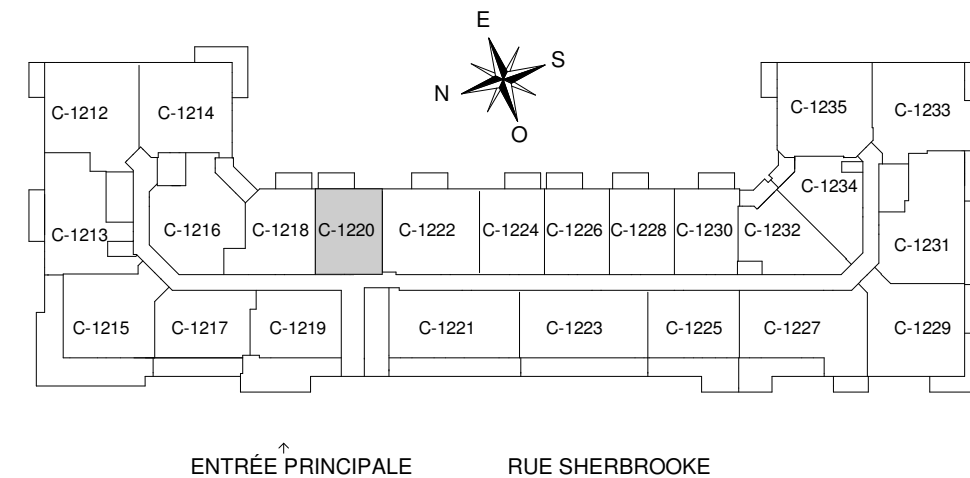 E
S
N
O
C-1212
C-1214
C-1235
C-1233
C-1234
C-1213
C-1216
C-1218
C-1220
C-1222
C-1224
C-1226
C-1228
C-1230
C-1232
C-1231
C-1215
C-1217
C-1219
C-1221
C-1223
C-1225
C-1227
C-1229
ENTRÉE PRINCIPALE
RUE SHERBROOKE